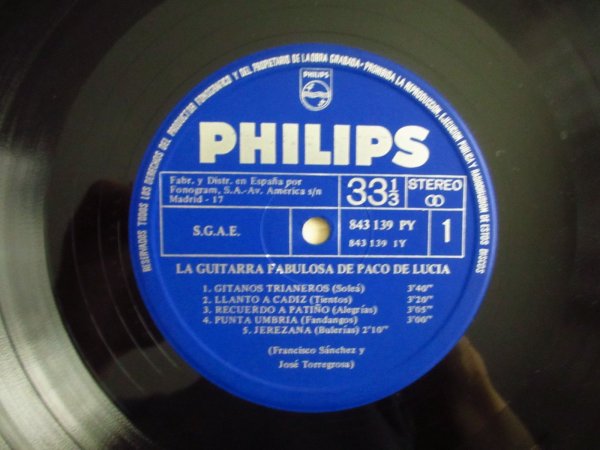 RESERVADOS TODOS LOS DERECHOS DEL PRODUCTOR FONOGRAFICO Y DEL PROPIETARIO DE LA OBRA GRABADA - PROHIBIDA LA REPRODUCCION, EJECUCION PUBLICA Y RADIODIFUSION DE ESTOS DISCOS
PHILIPS
PHILIPS
Fabr. y Distr. en España por
Fonogram, S.A.-Av. América s/n
Madrid - 17
33 1/3
STEREO
S.G.A.E.
843 139 PY
843 139 1Y
1
LA GUITARRA FABULOSA DE PACO DE LUCIA
1. GITANOS TRIANEROS (Soleá) 3'40"
2. LLANTO A CADIZ (Tientos) 3'20"
3. RECUERDO A PATIÑO (Alegrías) 3'05"
4. PUNTA UMBRIA (Fandangos) 3'00"
5. JEREZANA (Bulerías) 2'10"
(Francisco Sánchez y
José Torregrosa)